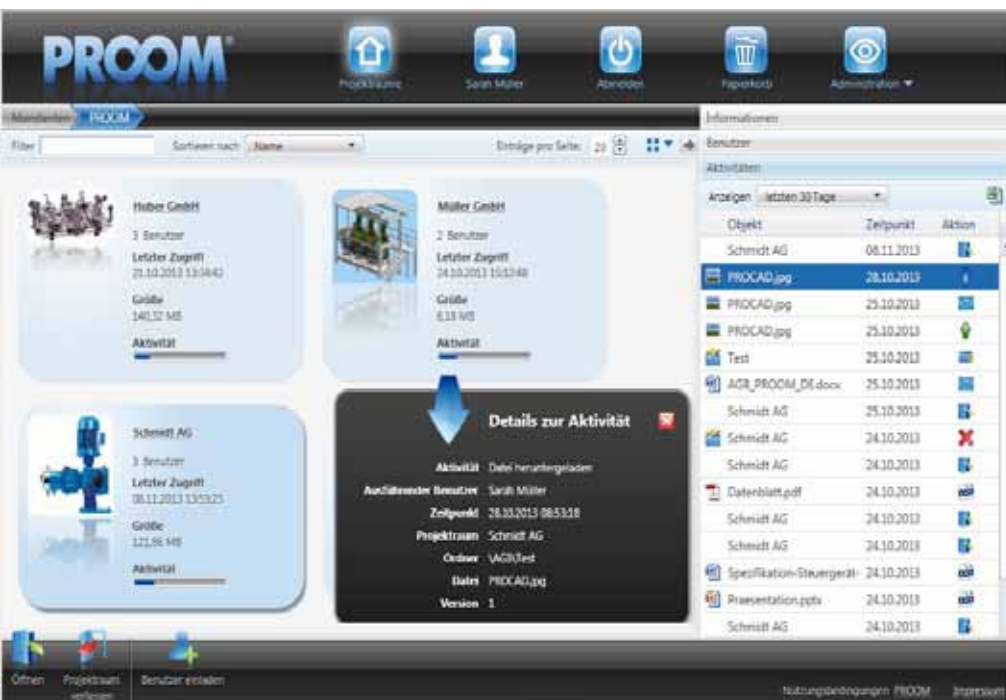 PROOM
Projekträume
Sarah Müller
Abmelden
Papierkorb
Administration
Mandanten PROOM
Filter
Sortieren nach Name
Einträge pro Seite: 20
Informationen
Benutzer
Aktivitäten
Anzeigen letzten 30 Tage
Objekt Zeitpunkt Aktion
Schmidt AG 08.11.2013
PROCAD.jpg 28.10.2013
PROCAD.jpg 25.10.2013
PROCAD.jpg 25.10.2013
Test 25.10.2013
AGB_PROOM_DE.docx 25.10.2013
Schmidt AG 25.10.2013
Schmidt AG 24.10.2013
Schmidt AG 24.10.2013
Datenblatt.pdf 24.10.2013
Schmidt AG 24.10.2013
Schmidt AG 24.10.2013
Spezifikation-Steuergerät- 24.10.2013
Praesentation.pptx 24.10.2013
Schmidt AG 24.10.2013
Huber GmbH
3 Benutzer
Letzter Zugriff
21.10.2013 13:34:42
Größe
140,32 MB
Aktivität
Müller GmbH
2 Benutzer
Letzter Zugriff
24.10.2013 15:13:48
Größe
6,18 MB
Aktivität
Schmidt AG
3 Benutzer
Letzter Zugriff
08.11.2013 13:53:25
Größe
121,86 MB
Aktivität
Details zur Aktivität
Aktivität Datei heruntergeladen
Ausführender Benutzer Sarah Müller
Zeitpunkt 28.10.2013 08:53:18
Projektraum Schmidt AG
Ordner \AGB\Test
Datei PROCAD.jpg
Version 1
Öffnen
Projektraum
verlassen
Benutzer einladen
Nutzungsbedingungen PROOM